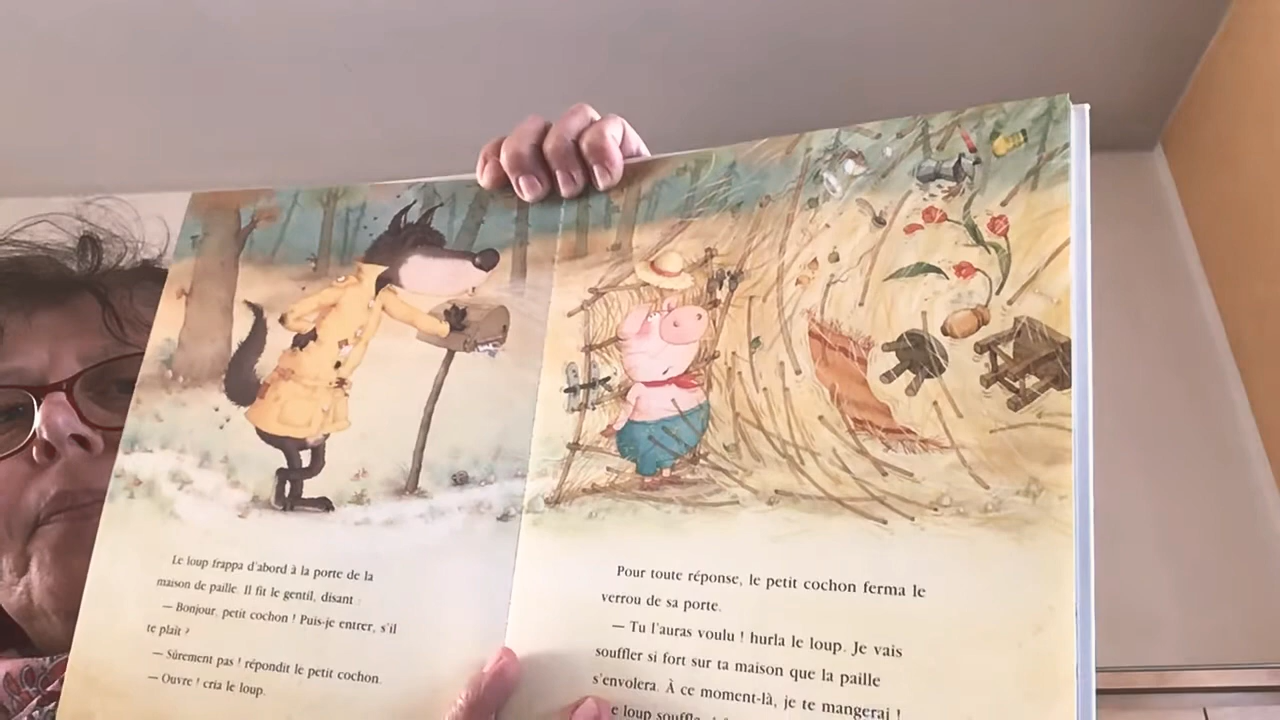 Le loup frappa d'abord à la porte de la
maison de paille. Il fit le gentil, disant
— Bonjour, petit cochon ! Puis-je entrer, s'il
te plaît ?
— Sûrement pas ! répondit le petit cochon.
— Ouvre ! cria le loup.
Pour toute réponse, le petit cochon ferma le
verrou de sa porte.
— Tu l'auras voulu ! hurla le loup. Je vais
souffler si fort sur ta maison que la paille
s'envolera. À ce moment-là, je te mangerai !
loup